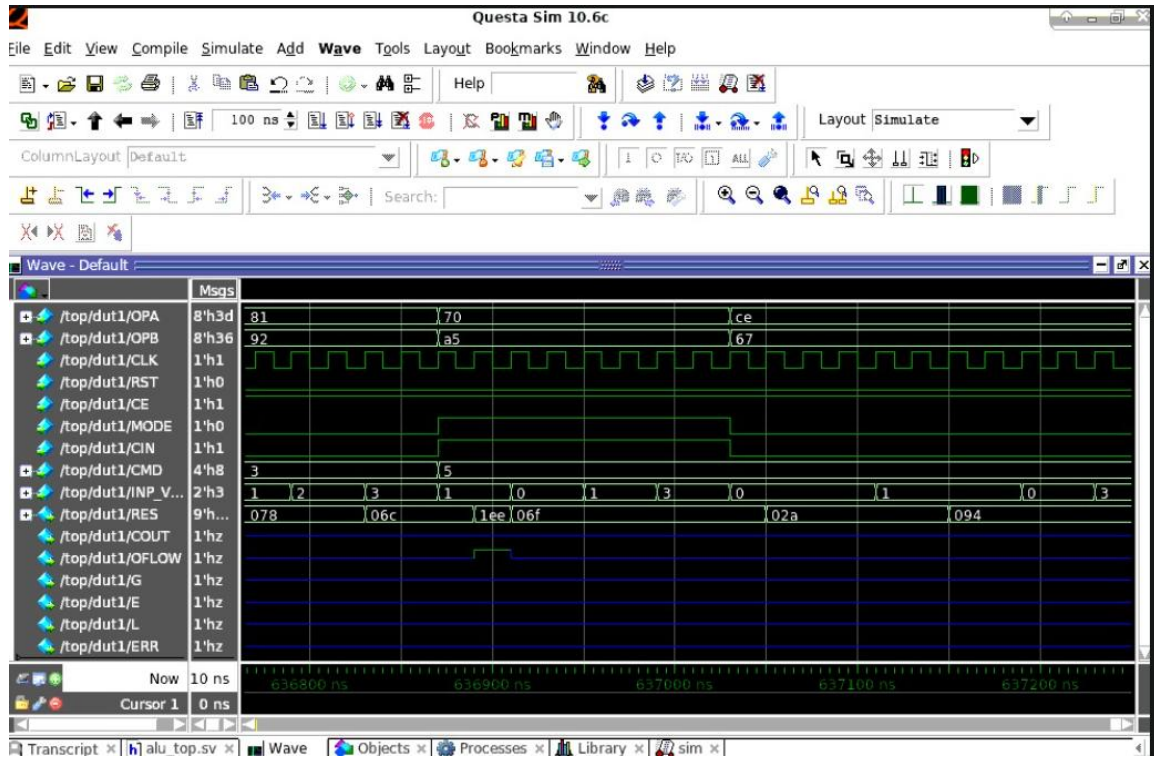 Questa Sim 10.6c
File Edit View Compile Simulate Add Wave Tools Layout Bookmarks Window Help
Help
100 ns Layout Simulate
ColumnLayout Default ALL
Search:
Wave - Default
Msgs
/top/dut1/OPA 8'h3d 81 70 ce
/top/dut1/OPB 8'h36 92 a5 67
/top/dut1/CLK 1'h1
/top/dut1/RST 1'h0
/top/dut1/CE 1'h1
/top/dut1/MODE 1'h0
/top/dut1/CIN 1'h1
/top/dut1/CMD 4'h8 3 5
/top/dut1/INP_V... 2'h3 1 2 3 1 0 1 3 0 1 0 3
/top/dut1/RES 9'h... 078 06c 1ee 06f 02a 094
/top/dut1/COUT 1'hz
/top/dut1/OFLOW 1'hz
/top/dut1/G 1'hz
/top/dut1/E 1'hz
/top/dut1/L 1'hz
/top/dut1/ERR 1'hz
Now 10 ns 636800 ns 636900 ns 637000 ns 637100 ns 637200 ns
Cursor 1 0 ns
Transcript alu_top.sv Wave Objects Processes Library sim